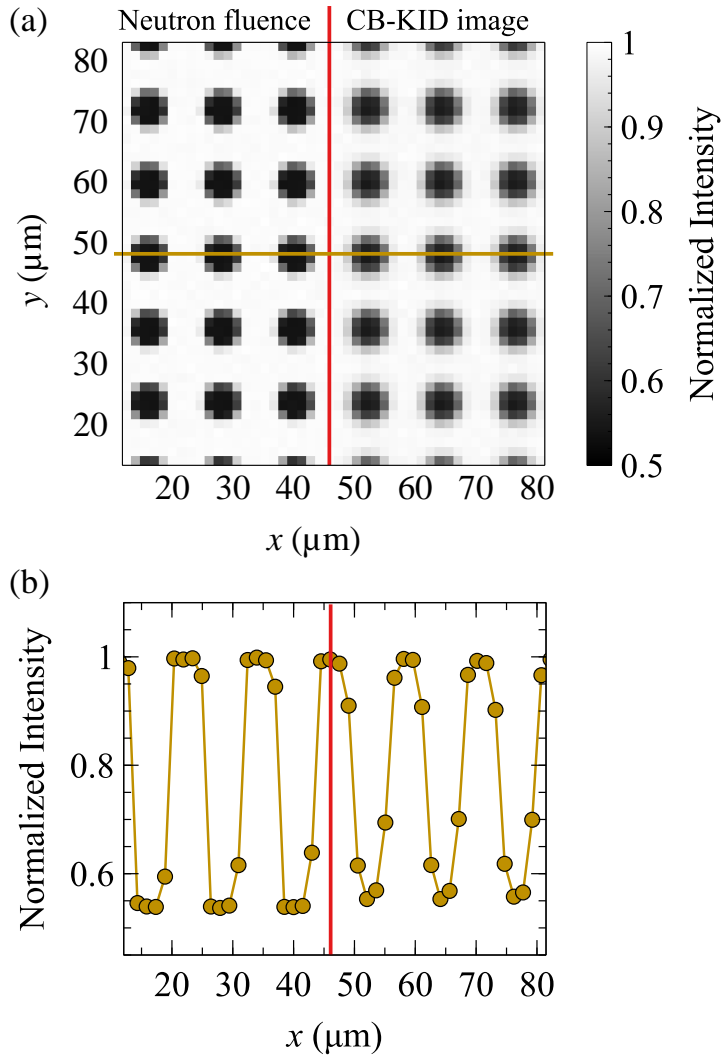 (a)
Neutron fluence
CB-KID image
80
70
60
50
40
30
20
y (μm)
20 30 40 50 60 70 80
x (μm)
1
0.9
0.8
0.7
0.6
0.5
Normalized Intensity
(b)
1
0.8
0.6
Normalized Intensity
20 30 40 50 60 70 80
x (μm)